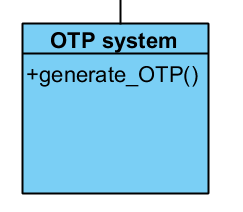 OTP system
+generate_OTP()